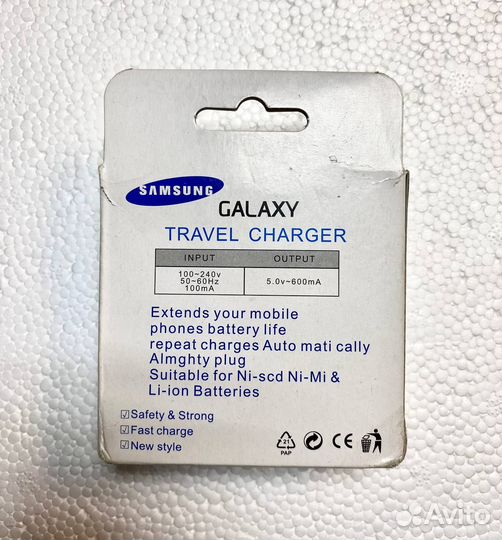 SAMSUNG
GALAXY
TRAVEL CHARGER
INPUT OUTPUT
100~240v
50~60Hz
100mA
5.0v~600mA
Extends your mobile
phones battery life
repeat charges Auto mati cally
Almghty plug
Suitable for Ni-scd Ni-Mi &
Li-ion Batteries
☑Safety & Strong
☑Fast charge
☑New style
21
PAP
CE
Avito